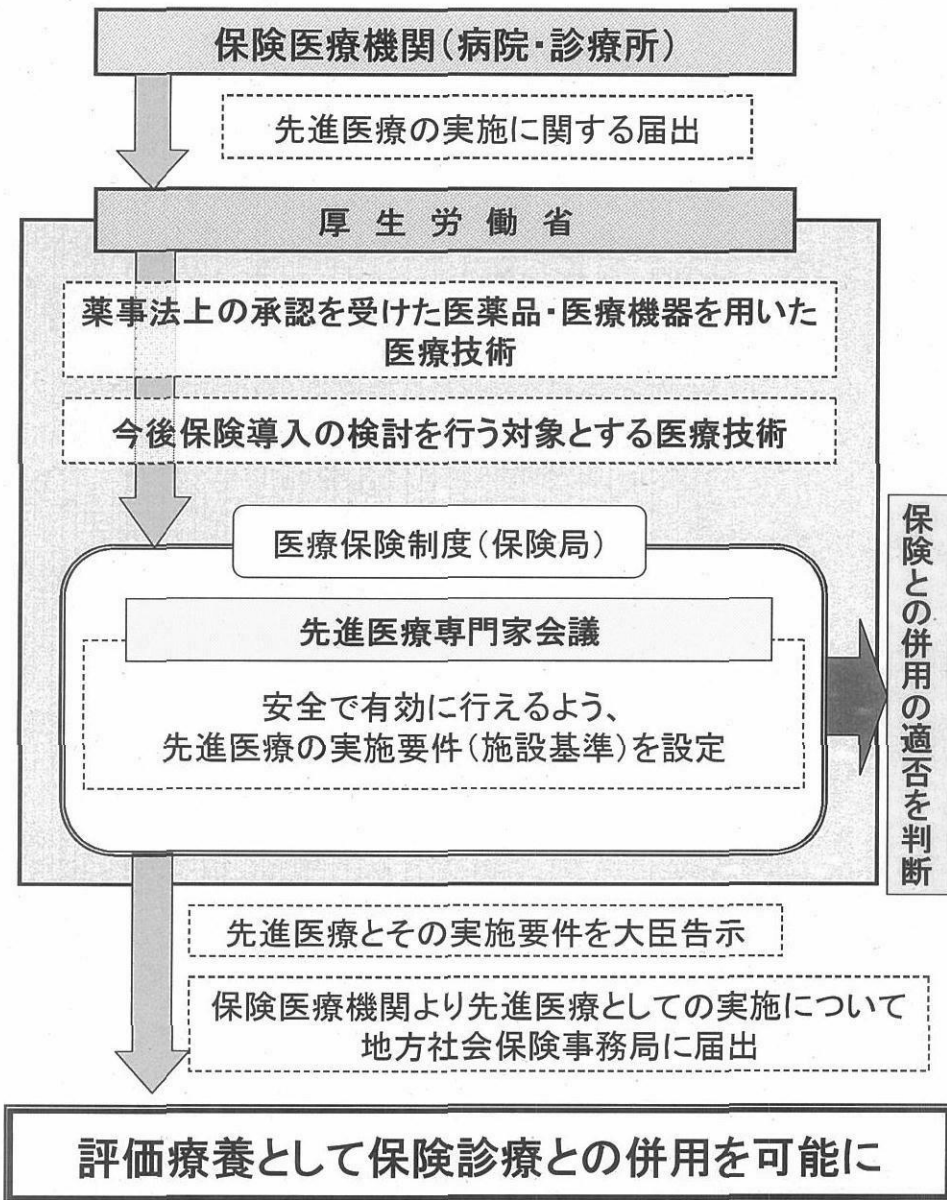 保険医療機関(病院・診療所)
先進医療の実施に関する届出
厚生労働省
薬事法上の承認を受けた医薬品・医療機器を用いた
医療技術
今後保険導入の検討を行う対象とする医療技術
医療保険制度(保険局)
先進医療専門家会議
安全で有効に行えるよう、
先進医療の実施要件(施設基準)を設定
保険との併用の適否を判断
先進医療とその実施要件を大臣告示
保険医療機関より先進医療としての実施について
地方社会保険事務局に届出
評価療養として保険診療との併用を可能に